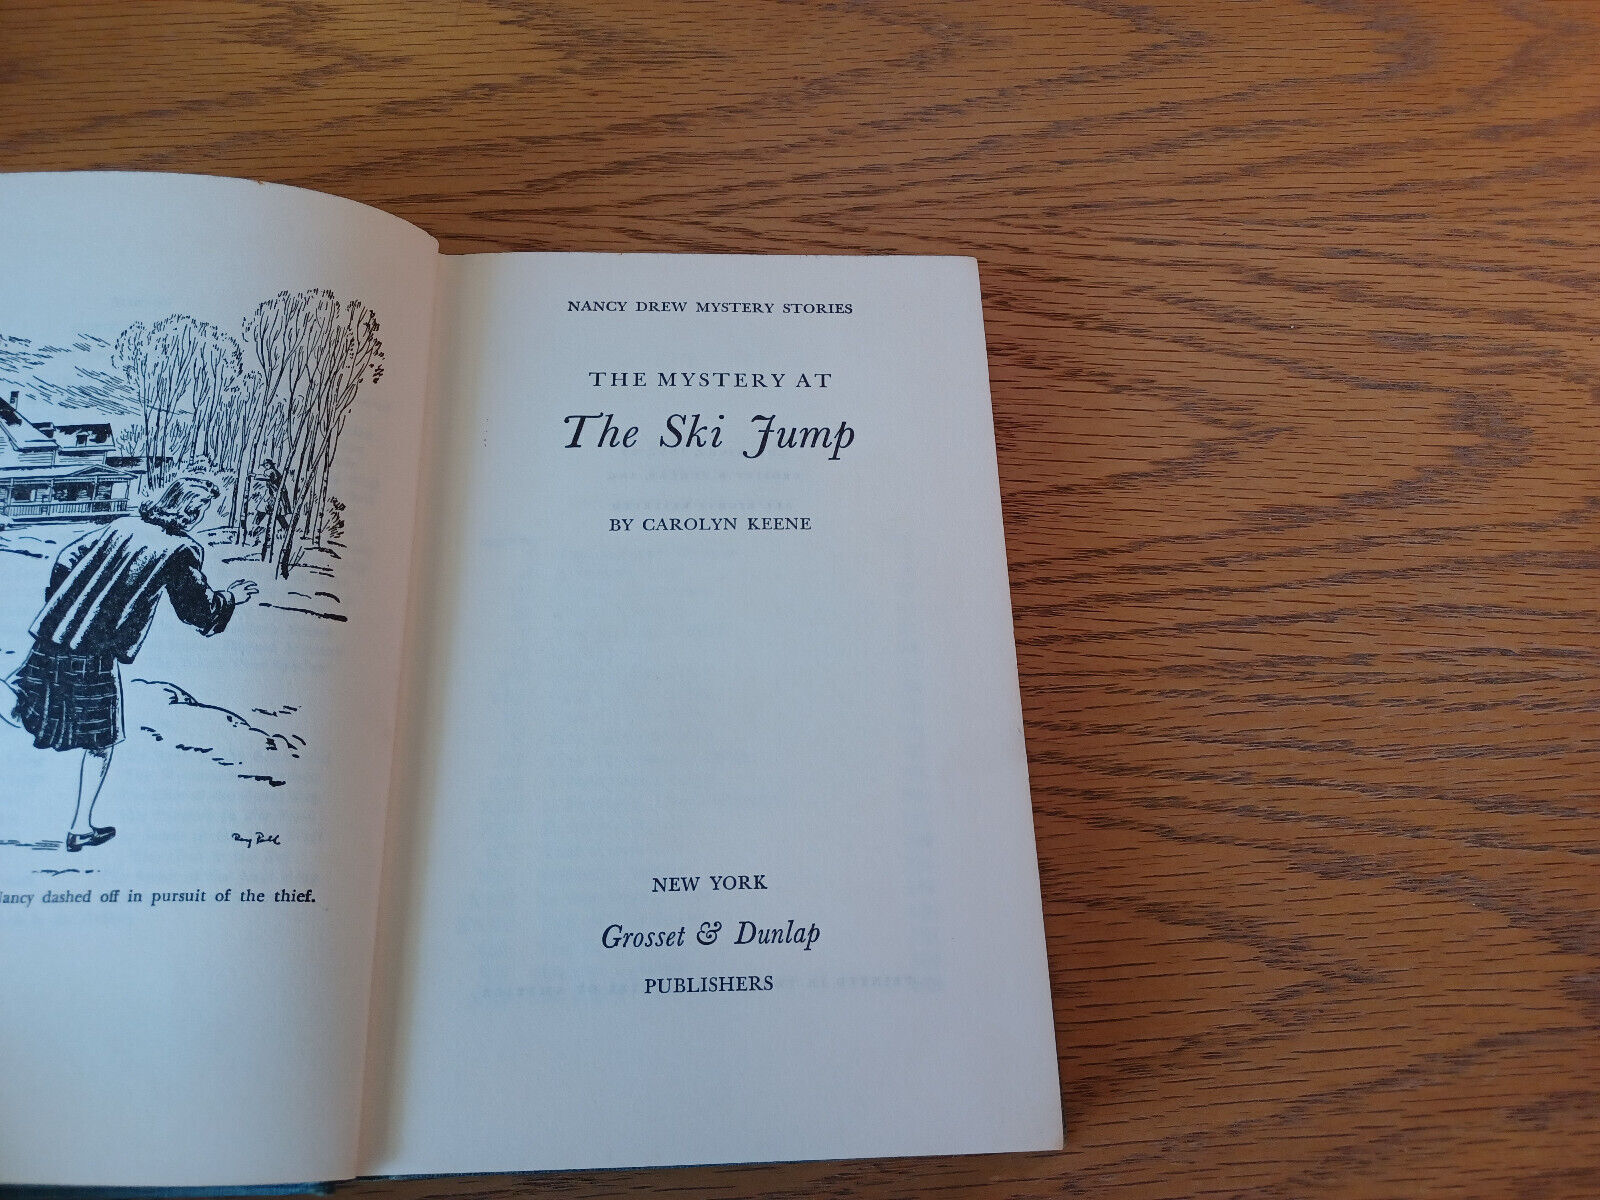 Nancy dashed off in pursuit of the thief.
NANCY DREW MYSTERY STORIES
THE MYSTERY AT
The Ski Jump
BY CAROLYN KEENE
NEW YORK
Grosset & Dunlap
PUBLISHERS